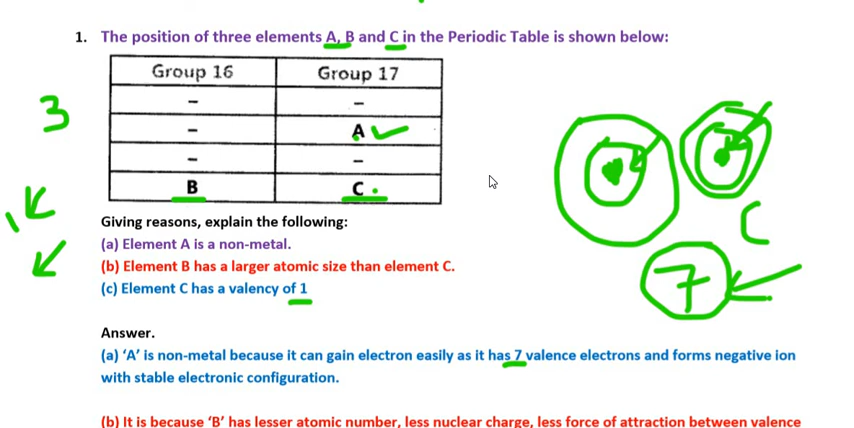 1. The position of three elements A, B and C in the Periodic Table is shown below:
Group 16 Group 17
– –
– A
– –
B C
3
C
7
Giving reasons, explain the following:
(a) Element A is a non-metal.
(b) Element B has a larger atomic size than element C.
(c) Element C has a valency of 1
Answer.
(a) ‘A’ is non-metal because it can gain electron easily as it has 7 valence electrons and forms negative ion
with stable electronic configuration.
(b) It is because ‘B’ has lesser atomic number, less nuclear charge, less force of attraction between valence